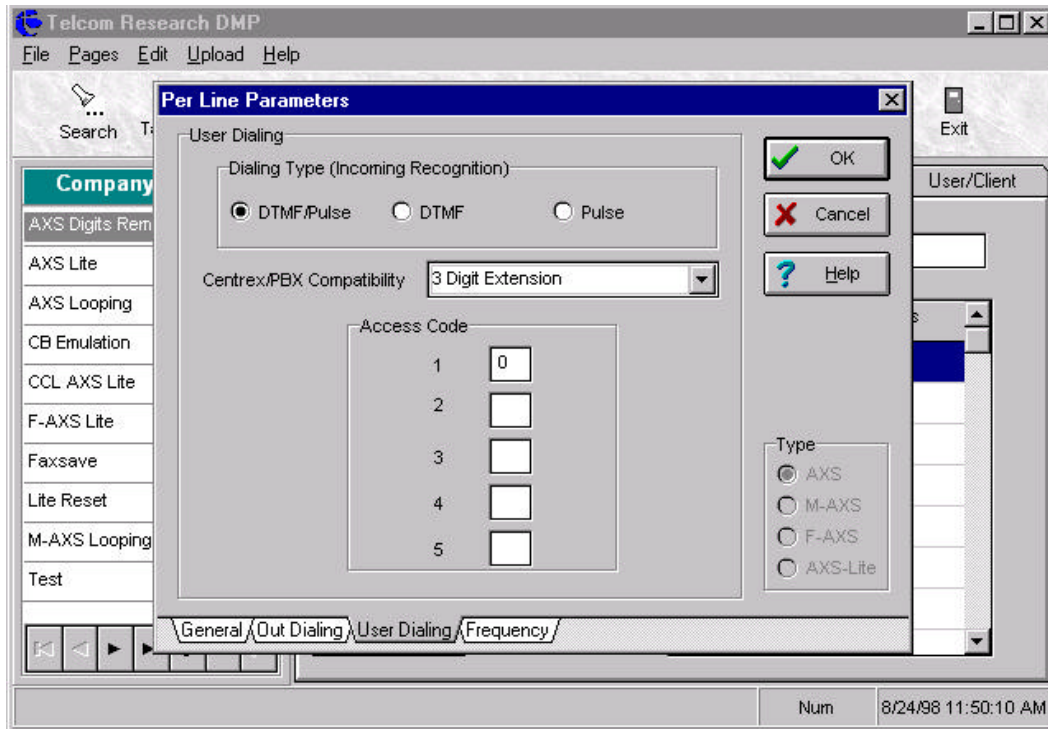 Telcom Research DMP
File Pages Edit Upload Help
Search
Exit
Per Line Parameters
User Dialing
Dialing Type (Incoming Recognition)
DTMF/Pulse DTMF Pulse
Centrex/PBX Compatibility 3 Digit Extension
Access Code
1 0
2
3
4
5
OK
Cancel
Help
Type
AXS
M-AXS
F-AXS
AXS-Lite
General Out Dialing User Dialing Frequency
Company
AXS Digits Rem
AXS Lite
AXS Looping
CB Emulation
CCL AXS Lite
F-AXS Lite
Faxsave
Lite Reset
M-AXS Looping
Test
User/Client
Num 8/24/98 11:50:10 AM